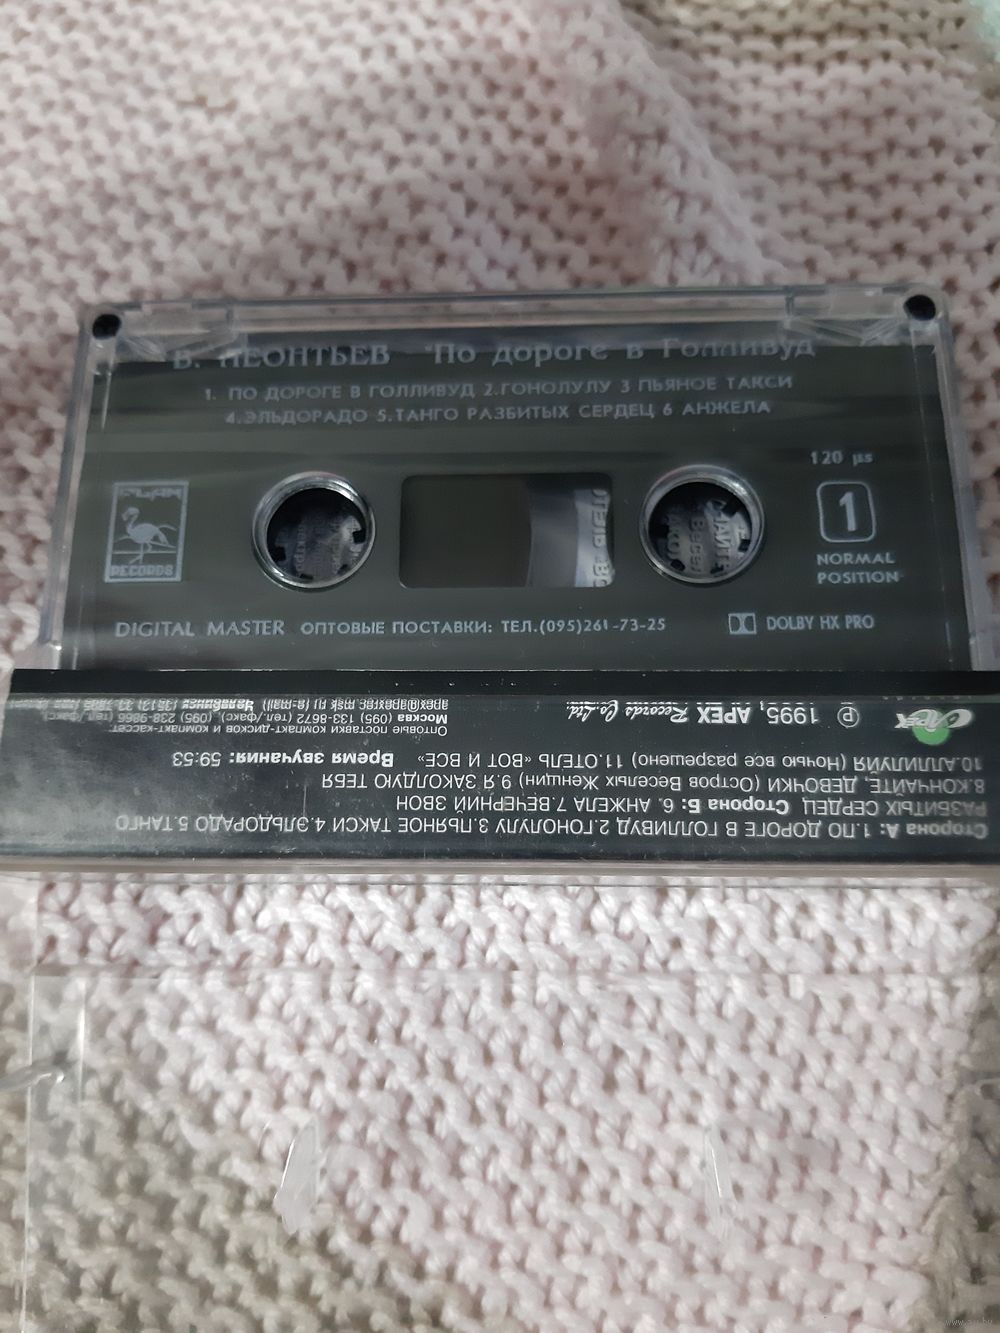 В. ЛЕОНТЬЕВ "По дороге в Голливуд"
1. ПО ДОРОГЕ В ГОЛЛИВУД 2.ГОНОЛУЛУ 3 ПЬЯНОЕ ТАКСИ
4.ЭЛЬДОРАДО 5.ТАНГО РАЗБИТЫХ СЕРДЕЦ 6 АНЖЕЛА
120 µs
1
NORMAL
POSITION
RECORDS
DIGITAL MASTER ОПТОВЫЕ ПОСТАВКИ: ТЕЛ.(095)261-73-25
DOLBY HX PRO
Сторона А: 1.ПО ДОРОГЕ В ГОЛЛИВУД 2.ГОНОЛУЛУ 3.ПЬЯНОЕ ТАКСИ 4.ЭЛЬДОРАДО 5.ТАНГО
РАЗБИТЫХ СЕРДЕЦ Сторона Б: 6. АНЖЕЛА 7.ВЕЧЕРНИЙ ЗВОН
8.КОНЧАЙТЕ, ДЕВОЧКИ (Остров Веселых Женщин) 9.Я ЗАКОЛДУЮ ТЕБЯ
10.АЛЛИЛУИЯ (Ночью все разрешено) 11.ОТЕЛЬ «ВОТ И ВСЕ» Время звучания: 59:53
Apex
℗ 1995, APEX Records Co.Ltd.
Оптовые поставки компакт-дисков и компакт-кассет:
Москва (095) 133-8672 (тел./факс), (095) 238-9866 (тел./факс),
(e-mail) Челябинск